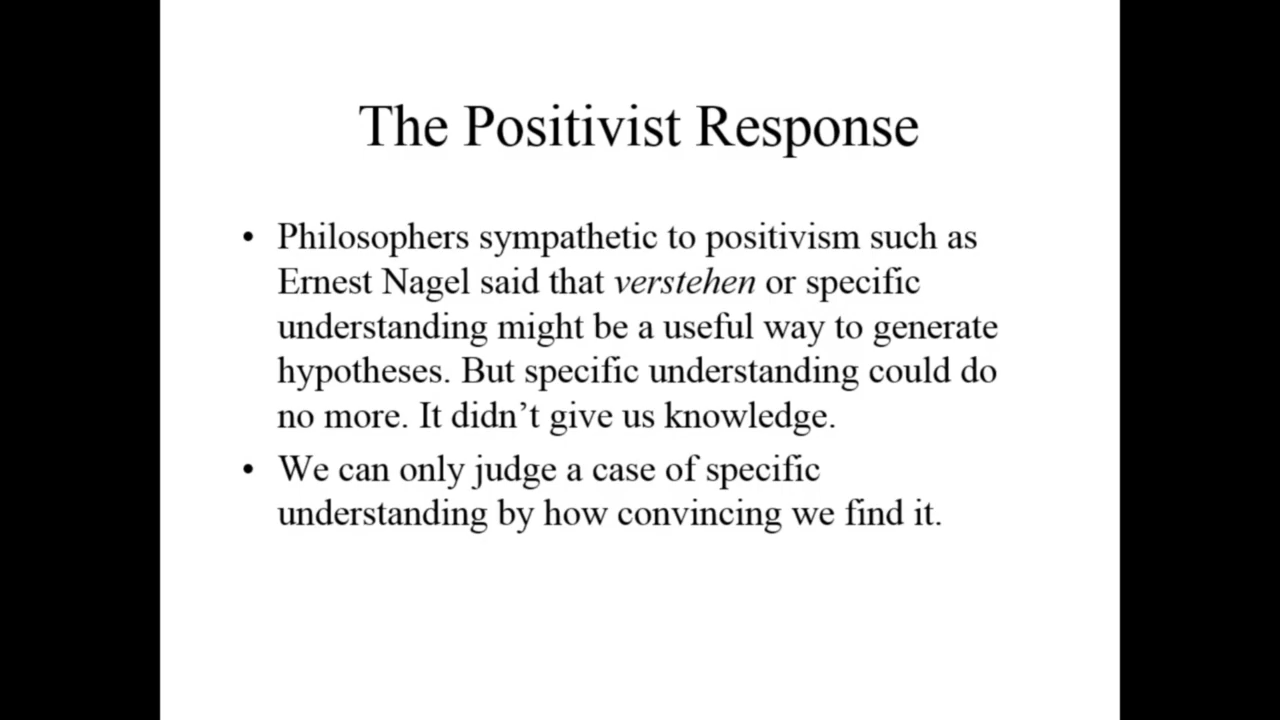 The Positivist Response
• Philosophers sympathetic to positivism such as
Ernest Nagel said that verstehen or specific
understanding might be a useful way to generate
hypotheses. But specific understanding could do
no more. It didn’t give us knowledge.
• We can only judge a case of specific
understanding by how convincing we find it.